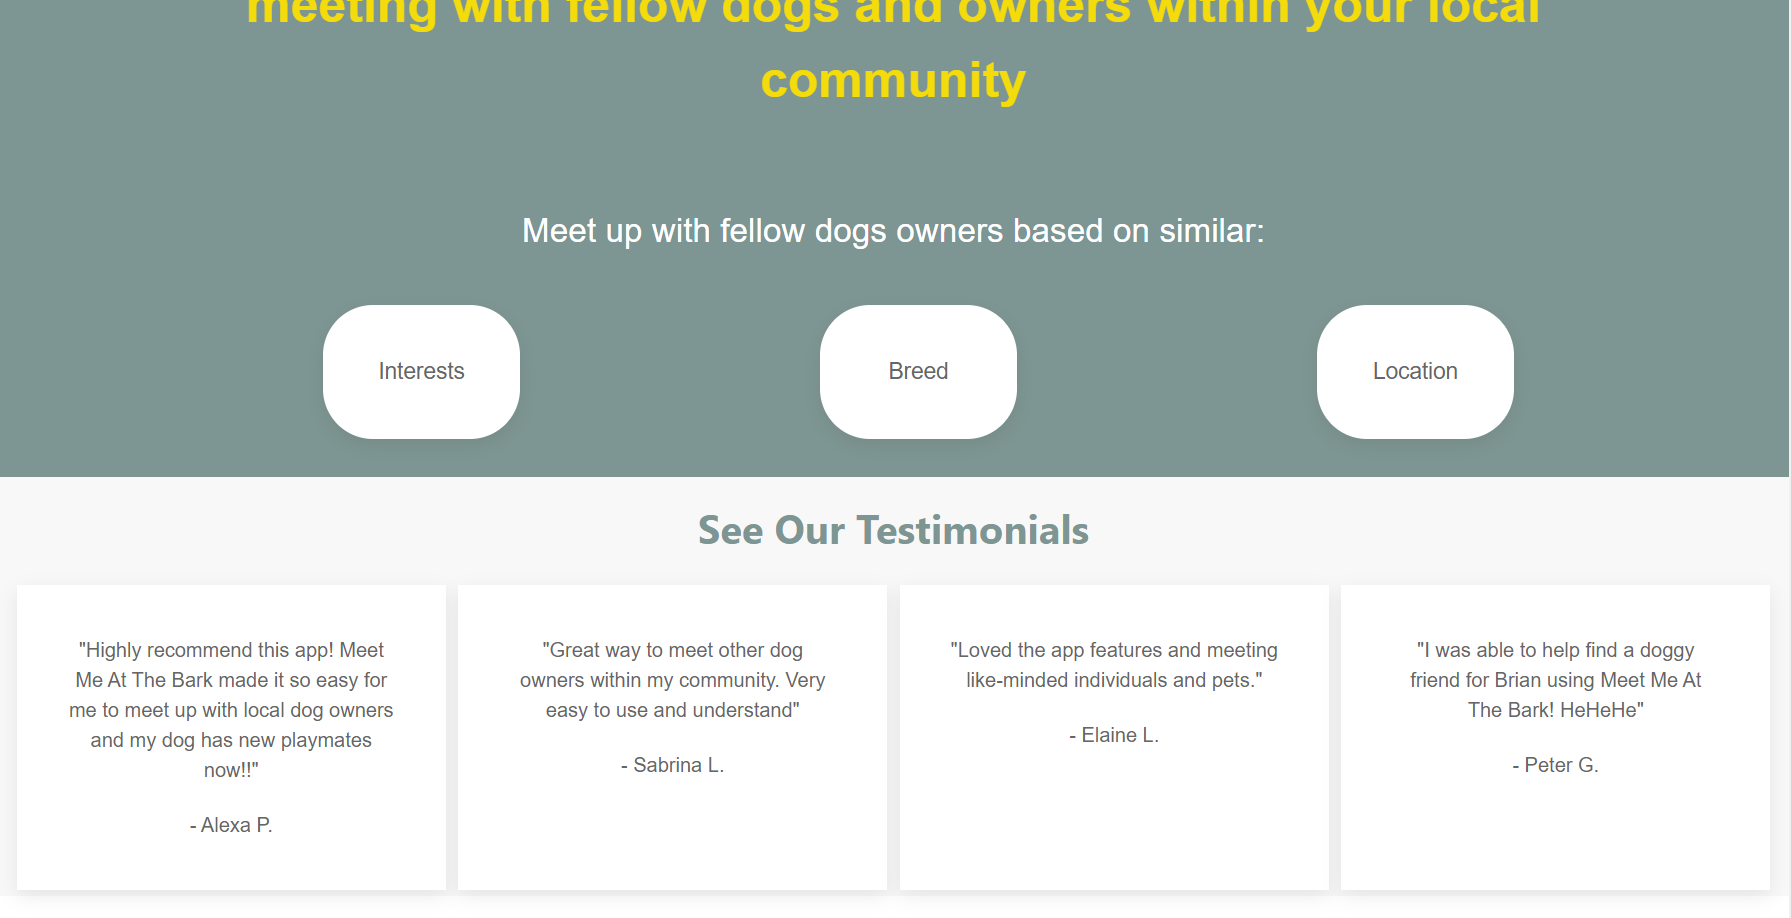 meeting with fellow dogs and owners within your local
community
Meet up with fellow dogs owners based on similar:
Interests
Breed
Location
See Our Testimonials
"Highly recommend this app! Meet
Me At The Bark made it so easy for
me to meet up with local dog owners
and my dog has new playmates
now!!"
- Alexa P.
"Great way to meet other dog
owners within my community. Very
easy to use and understand"
- Sabrina L.
"Loved the app features and meeting
like-minded individuals and pets."
- Elaine L.
"I was able to help find a doggy
friend for Brian using Meet Me At
The Bark! HeHeHe"
- Peter G.